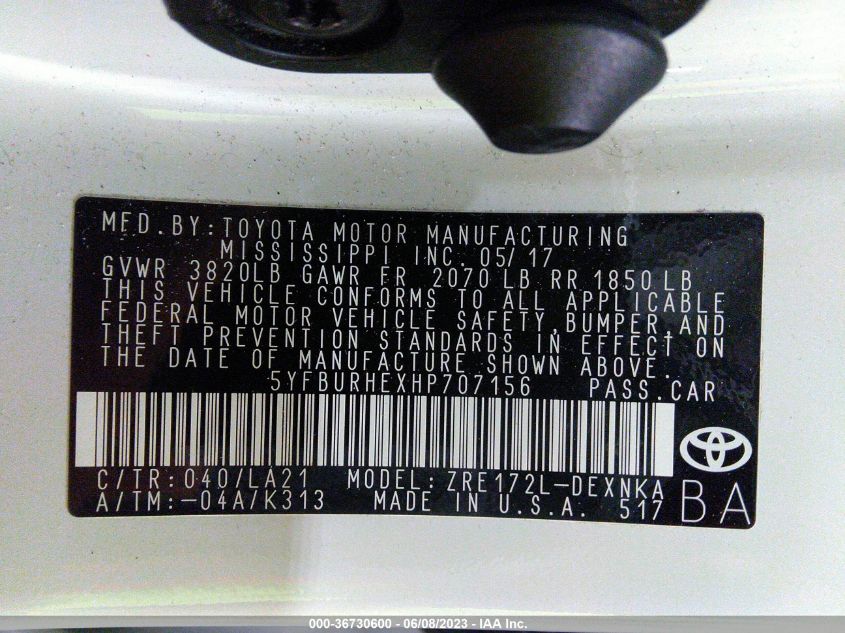 MFD.BY:TOYOTA MOTOR MANUFACTURING
MISSISSIPPI INC. 05/17
GVWR 3820LB GAWR FR 2070 LB RR 1850 LB
THIS VEHICLE CONFORMS TO ALL APPLICABLE
FEDERAL MOTOR VEHICLE SAFETY,BUMPER,AND
THEFT PREVENTION STANDARDS IN EFFECT ON
THE DATE OF MANUFACTURE SHOWN ABOVE.
5YFBURHEXHP707156 PASS.CAR
C/TR:040/LA21 MODEL:ZRE172L-DEXNKA
A/TM:-04A/K313 MADE IN U.S.A. 517
BA
000-36730600 - 06/08/2023 - IAA Inc.